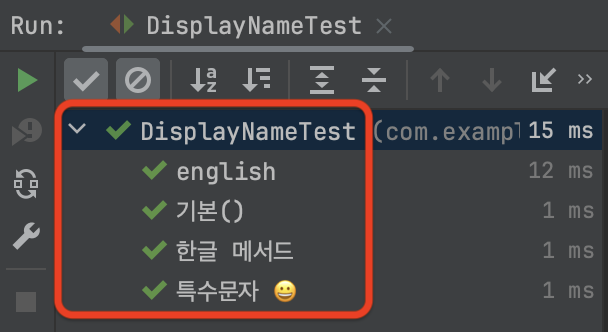 Run: DisplayNameTest
DisplayNameTest (com.exampl 15 ms
english 12 ms
기본() 1 ms
한글 메서드 1 ms
특수문자 😀 1 ms